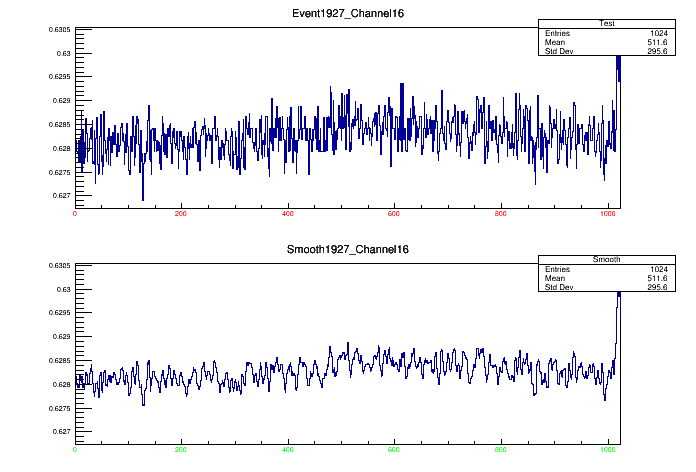 Event1927_Channel16
Test
Entries 1024
Mean 511.6
Std Dev 295.6
0.6305
0.63
0.6295
0.629
0.6285
0.628
0.6275
0.627
0 200 400 600 800 1000
Smooth1927_Channel16
Smooth
Entries 1024
Mean 511.6
Std Dev 295.6
0.6305
0.63
0.6295
0.629
0.6285
0.628
0.6275
0.627
0 200 400 600 800 1000